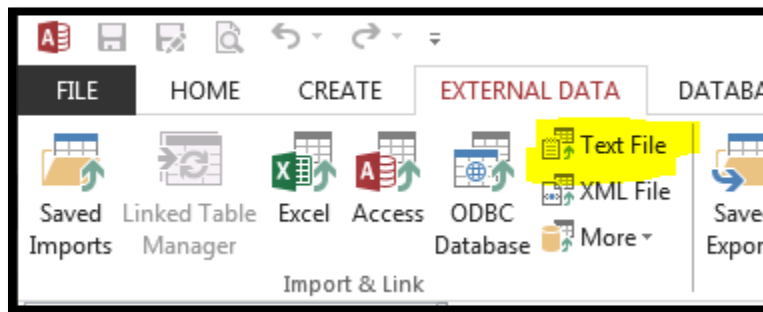 FILE HOME CREATE EXTERNAL DATA DATABA
Text File
XML File
More
Saved Imports
Linked Table Manager
Excel
Access
ODBC Database
Save
Expor
Import & Link